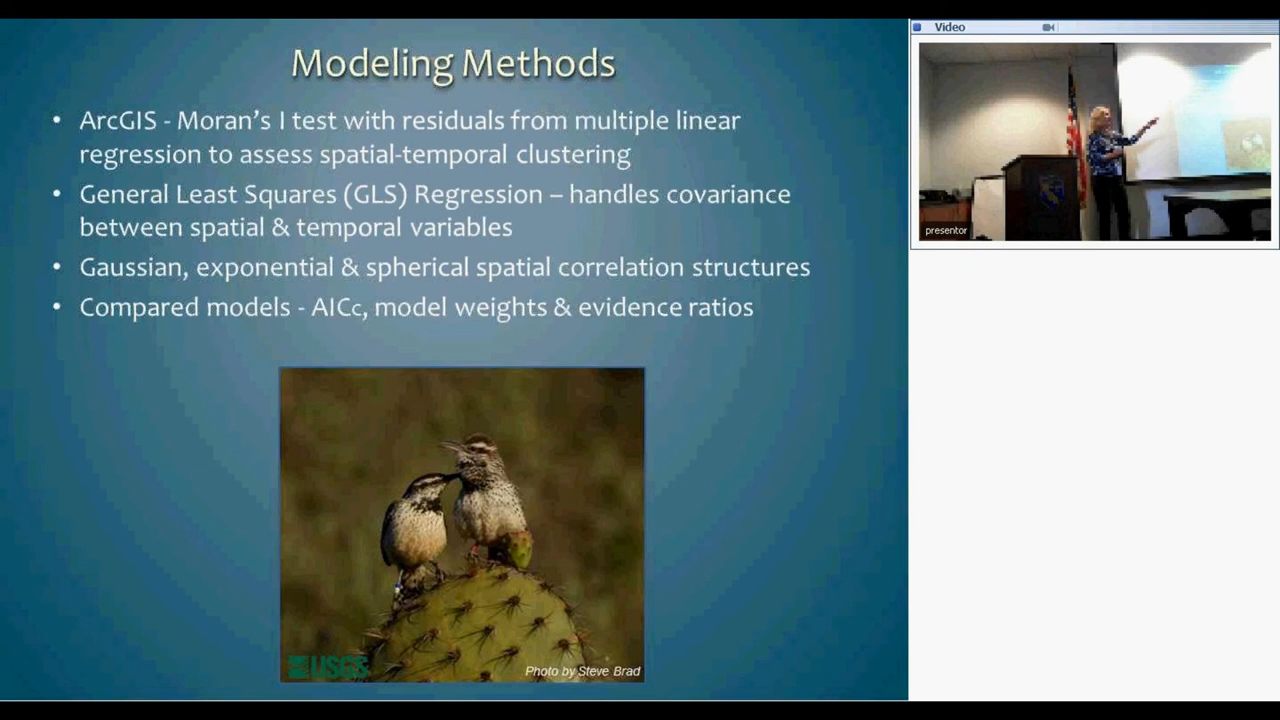 Modeling Methods
• ArcGIS - Moran's I test with residuals from multiple linear
regression to assess spatial-temporal clustering
• General Least Squares (GLS) Regression – handles covariance
between spatial & temporal variables
• Gaussian, exponential & spherical spatial correlation structures
• Compared models - AICc, model weights & evidence ratios
USGS
Photo by Steve Brad
Video
presentor